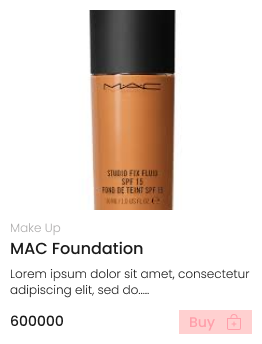 MAC
STUDIO FIX FLUID
SPF 15
FOND DE TEINT SPF 15
Make Up
MAC Foundation
Lorem ipsum dolor sit amet, consectetur
adipiscing elit, sed do.....
600000
Buy